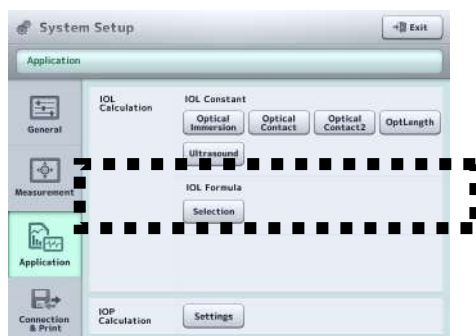 System Setup
Exit
Application
General
Measurement
Application
Connection
& Print
IOL
Calculation
IOL Constant
Optical
Immersion
Optical
Contact
Optical
Contact2
OptLength
Ultrasound
IOL Formula
Selection
IOP
Calculation
Settings